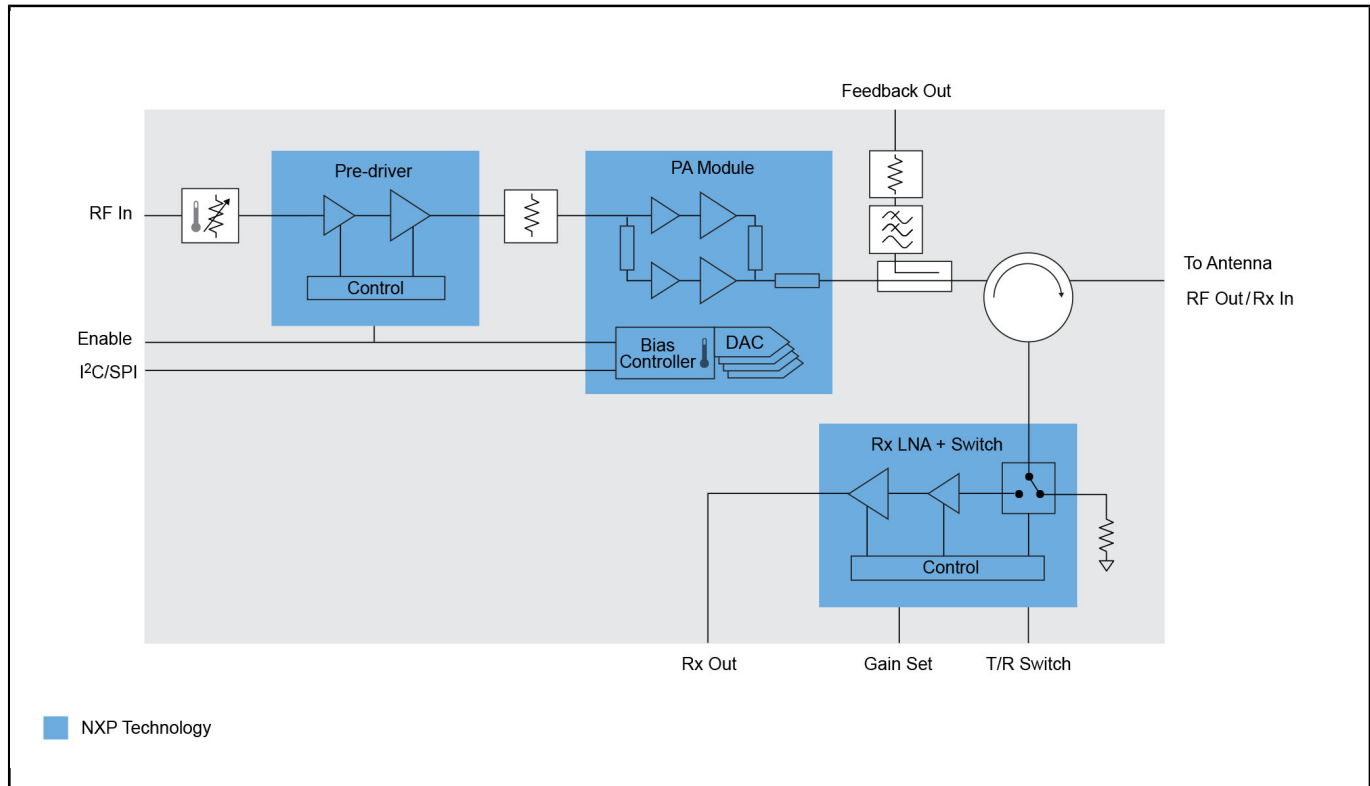 Feedback Out
Pre-driver
PA Module
RF In
Control
To Antenna
RF Out/Rx In
Enable
I²C/SPI
Bias
Controller
DAC
Rx LNA + Switch
Control
Rx Out
Gain Set
T/R Switch
NXP Technology